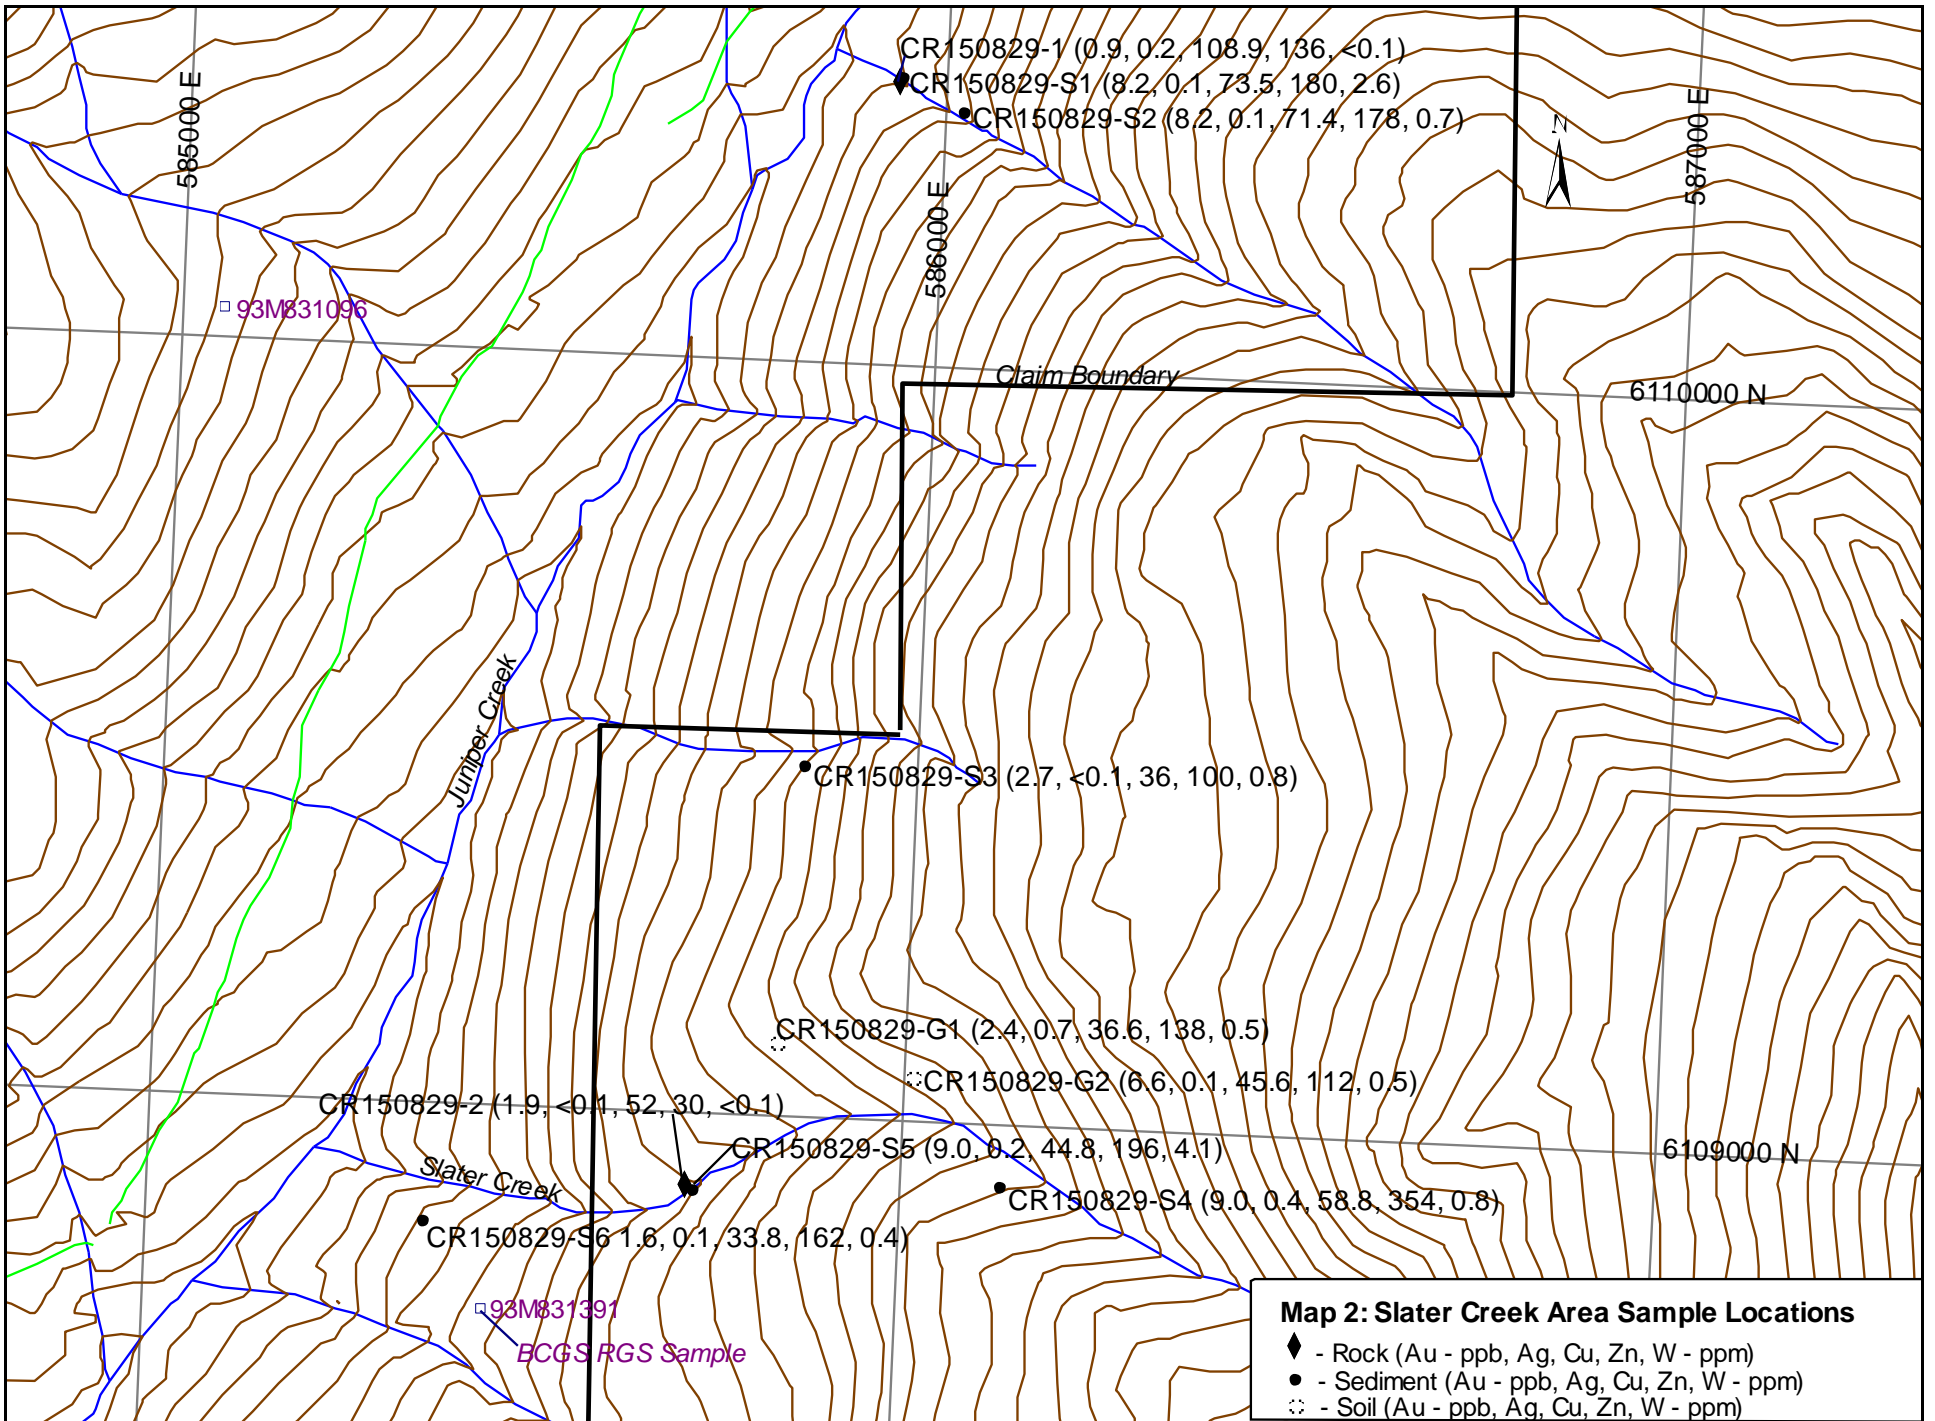 CR150829-1 (0.9, 0.2, 108.9, 136, <0.1)
CR150829-S1 (8.2, 0.1, 73.5, 180, 2.6)
CR150829-S2 (8.2, 0.1, 71.4, 178, 0.7)
585000 E
586000 E
587000 E
N
93M831096
Claim Boundary
6110000 N
Juniper Creek
CR150829-S3 (2.7, <0.1, 36, 100, 0.8)
CR150829-G1 (2.4, 0.7, 36.6, 138, 0.5)
CR150829-G2 (6.6, 0.1, 45.6, 112, 0.5)
CR150829-2 (1.9, <0.1, 52, 30, <0.1)
CR150829-S5 (9.0, 0.2, 44.8, 196, 4.1)
6109000 N
Slater Creek
CR150829-S4 (9.0, 0.4, 58.8, 354, 0.8)
CR150829-S6 1.6, 0.1, 33.8, 162, 0.4)
93M831391
BCGS RGS Sample
Map 2: Slater Creek Area Sample Locations
- Rock (Au - ppb, Ag, Cu, Zn, W - ppm)
- Sediment (Au - ppb, Ag, Cu, Zn, W - ppm)
- Soil (Au - ppb, Ag, Cu, Zn, W - ppm)